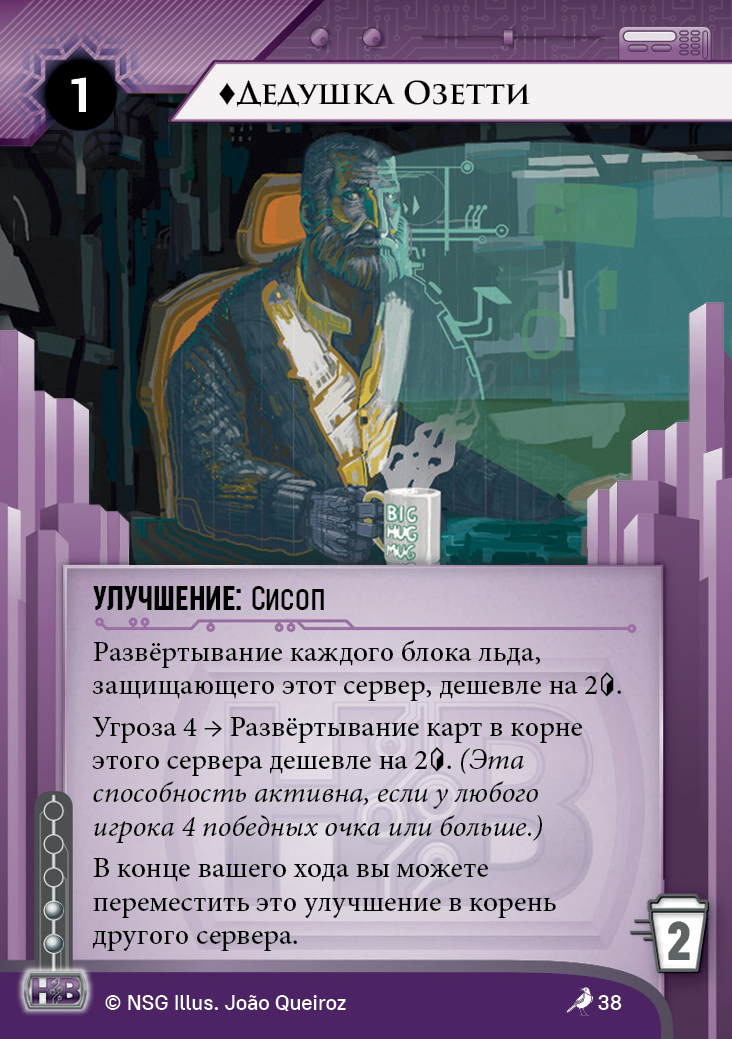 1
♦Дедушка Озетти
BIG
HUG
MUG
УЛУЧШЕНИЕ: Сисоп
Развёртывание каждого блока льда,
защищающего этот сервер, дешевле на 2.
Угроза 4 → Развёртывание карт в корне
этого сервера дешевле на 2. (Эта
способность активна, если у любого
игрока 4 победных очка или больше.)
В конце вашего хода вы можете
переместить это улучшение в корень
другого сервера.
2
HB
© NSG Illus. João Queiroz
38